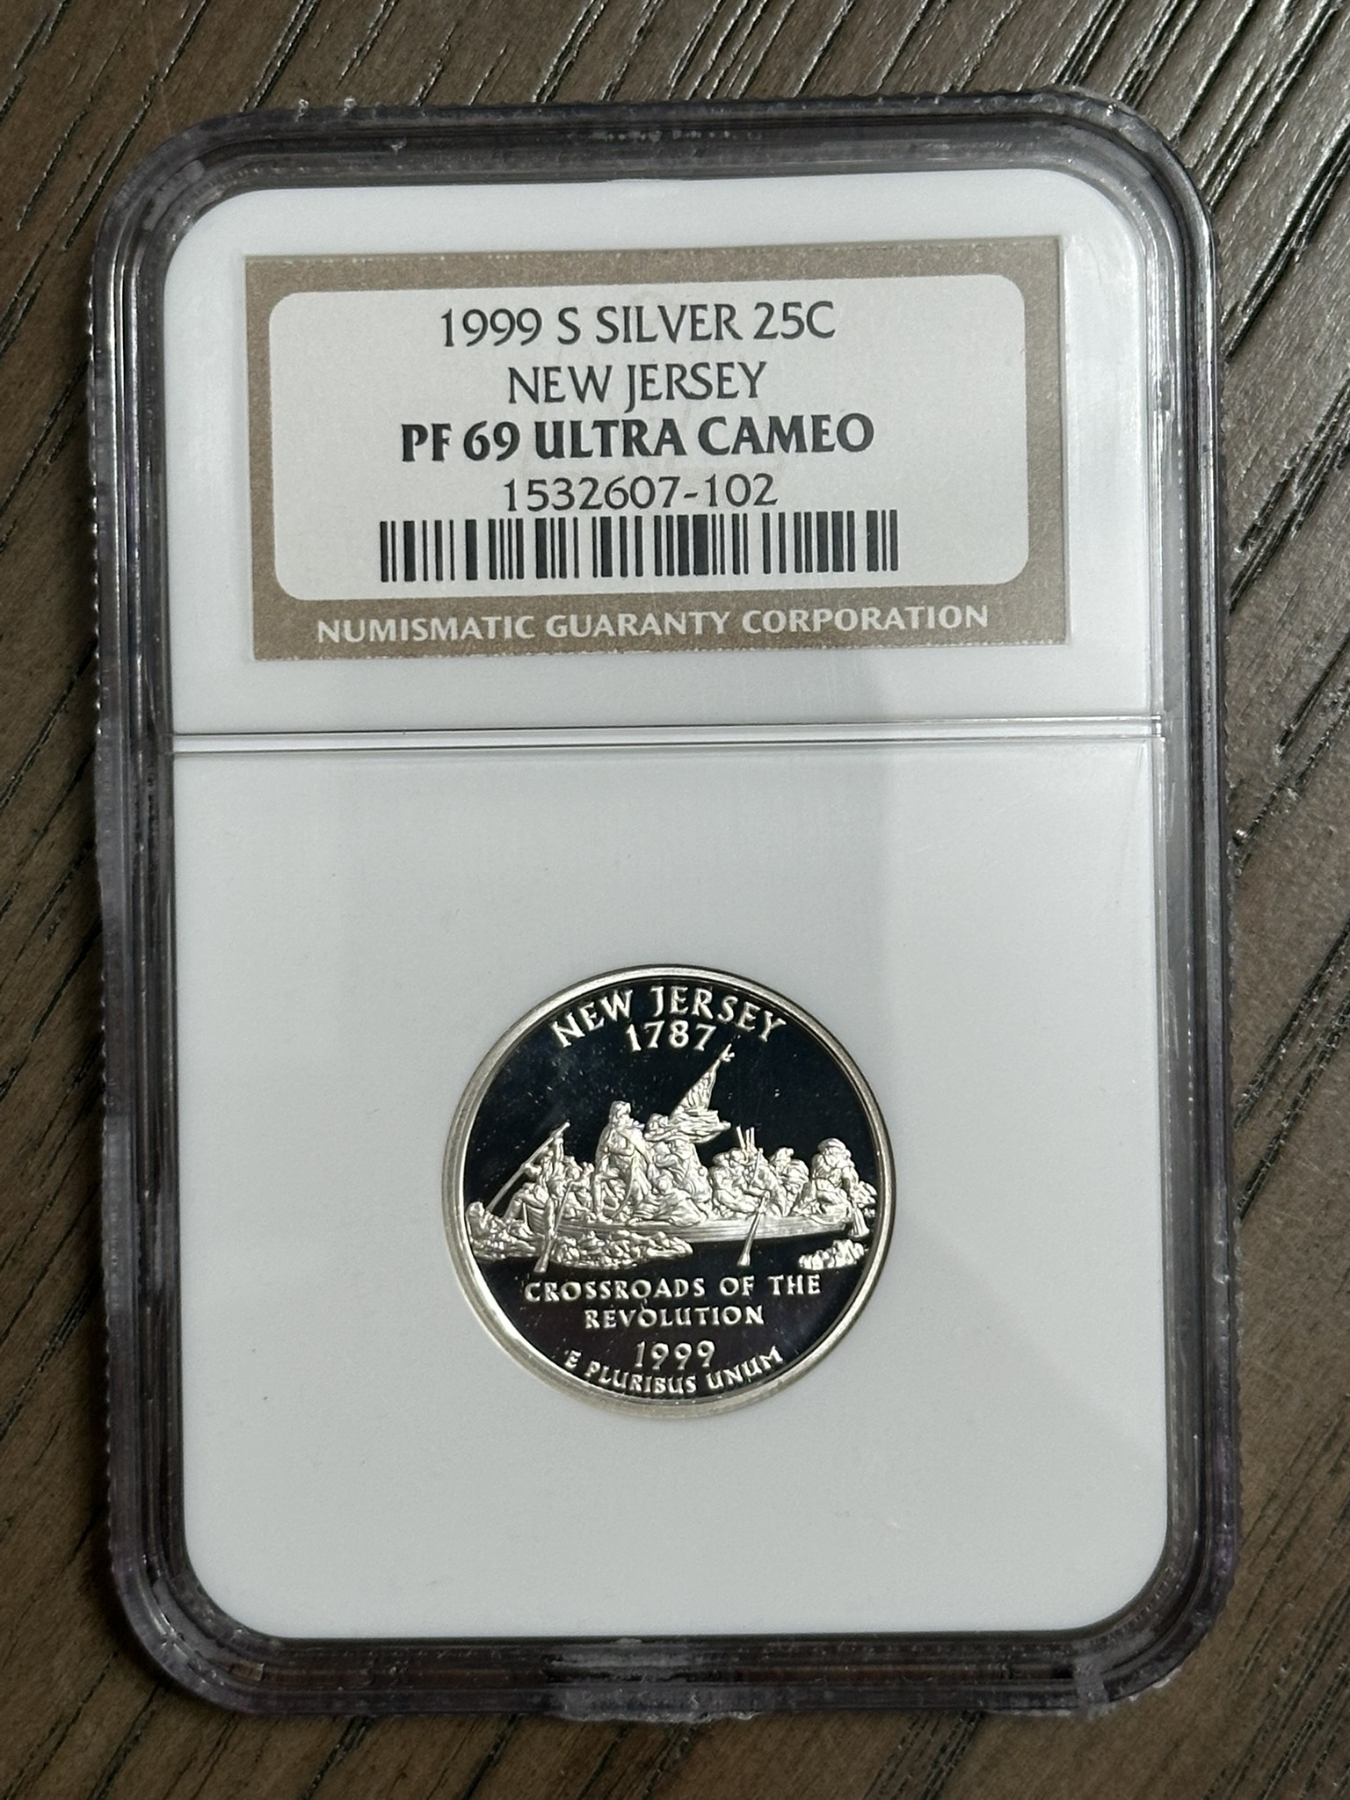 1999 S SILVER 25C
NEW JERSEY
PF 69 ULTRA CAMEO
1532607-102
NUMISMATIC GUARANTY CORPORATION
NEW JERSEY
1787
CROSSROADS OF THE
REVOLUTION
1999
E PLURIBUS UNUM